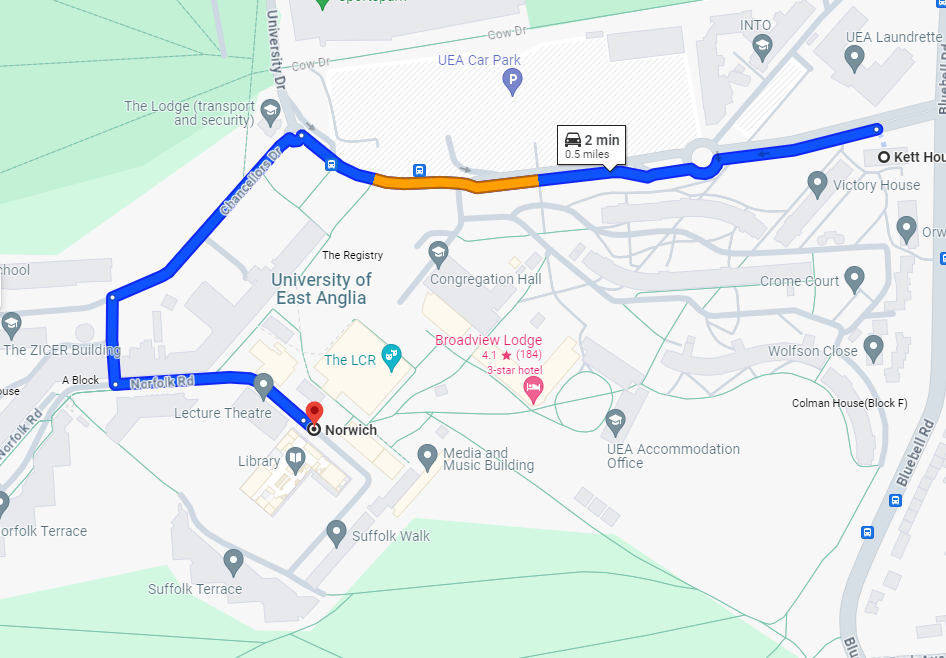 Sportspark
University Dr
Cow Dr
Cow Dr
INTO
UEA Laundrette
UEA Car Park
P
Bluebell Rd
The Lodge (transport
and security)
2 min
0.5 miles
Kett Hou
Chancellors Dr
Victory House
Orw
The Registry
chool
Congregation Hall
University of
East Anglia
Crome Court
Broadview Lodge
4.1 ★ (184)
3-star hotel
The ZICER Building
The LCR
Wolfson Close
A Block
Norfolk Rd
ouse
Colman House(Block F)
Lecture Theatre
Norwich
Norfolk Rd
Library
Media and
Music Building
UEA Accommodation
Office
Bluebell Rd
orfolk Terrace
Suffolk Walk
Suffolk Terrace